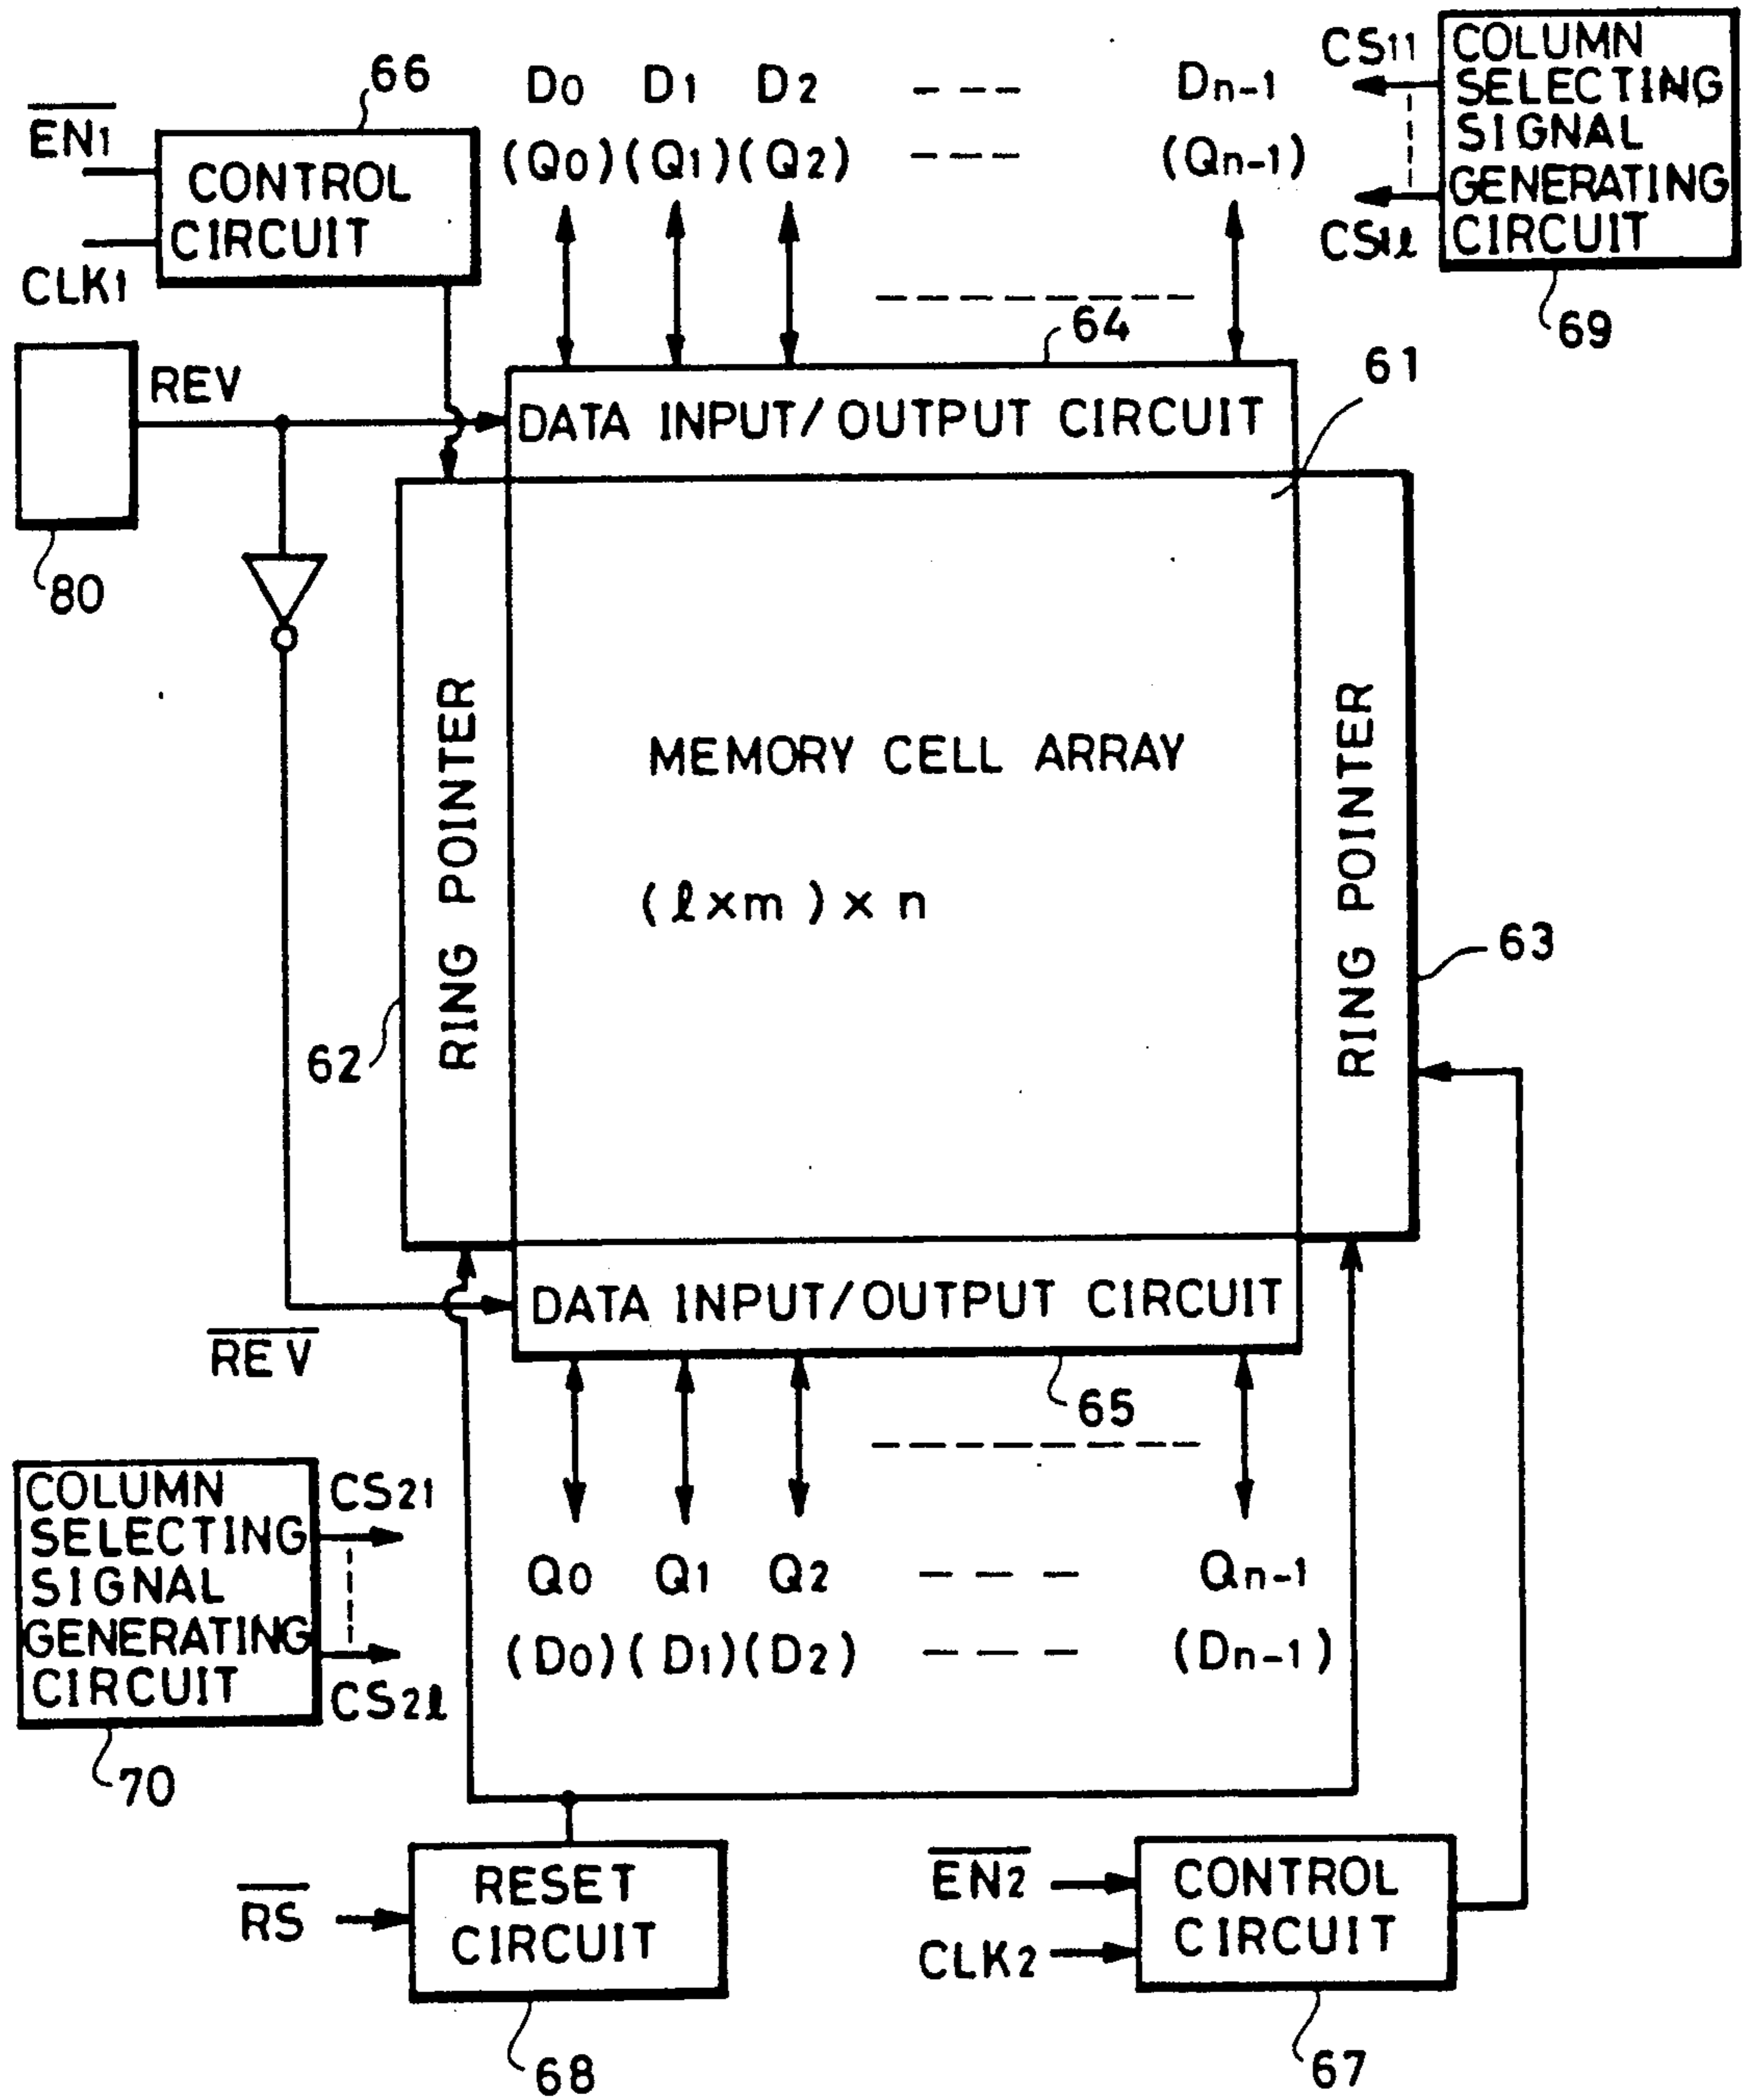 66
EN1
CONTROL
CIRCUIT
CLK1
D0 D1 D2 --- Dn-1
(Q0)(Q1)(Q2) --- (Qn-1)
CS11
CS1ℓ
COLUMN
SELECTING
SIGNAL
GENERATING
CIRCUIT
69
REV
80
64
61
DATA INPUT/OUTPUT CIRCUIT
RING POINTER
62
MEMORY CELL ARRAY
(ℓ×m)×n
RING POINTER
63
DATA INPUT/OUTPUT CIRCUIT
REV
65
COLUMN
SELECTING
SIGNAL
GENERATING
CIRCUIT
CS21
CS2ℓ
70
Q0 Q1 Q2 --- Qn-1
(D0)(D1)(D2) --- (Dn-1)
RS
RESET
CIRCUIT
68
EN2
CLK2
CONTROL
CIRCUIT
67